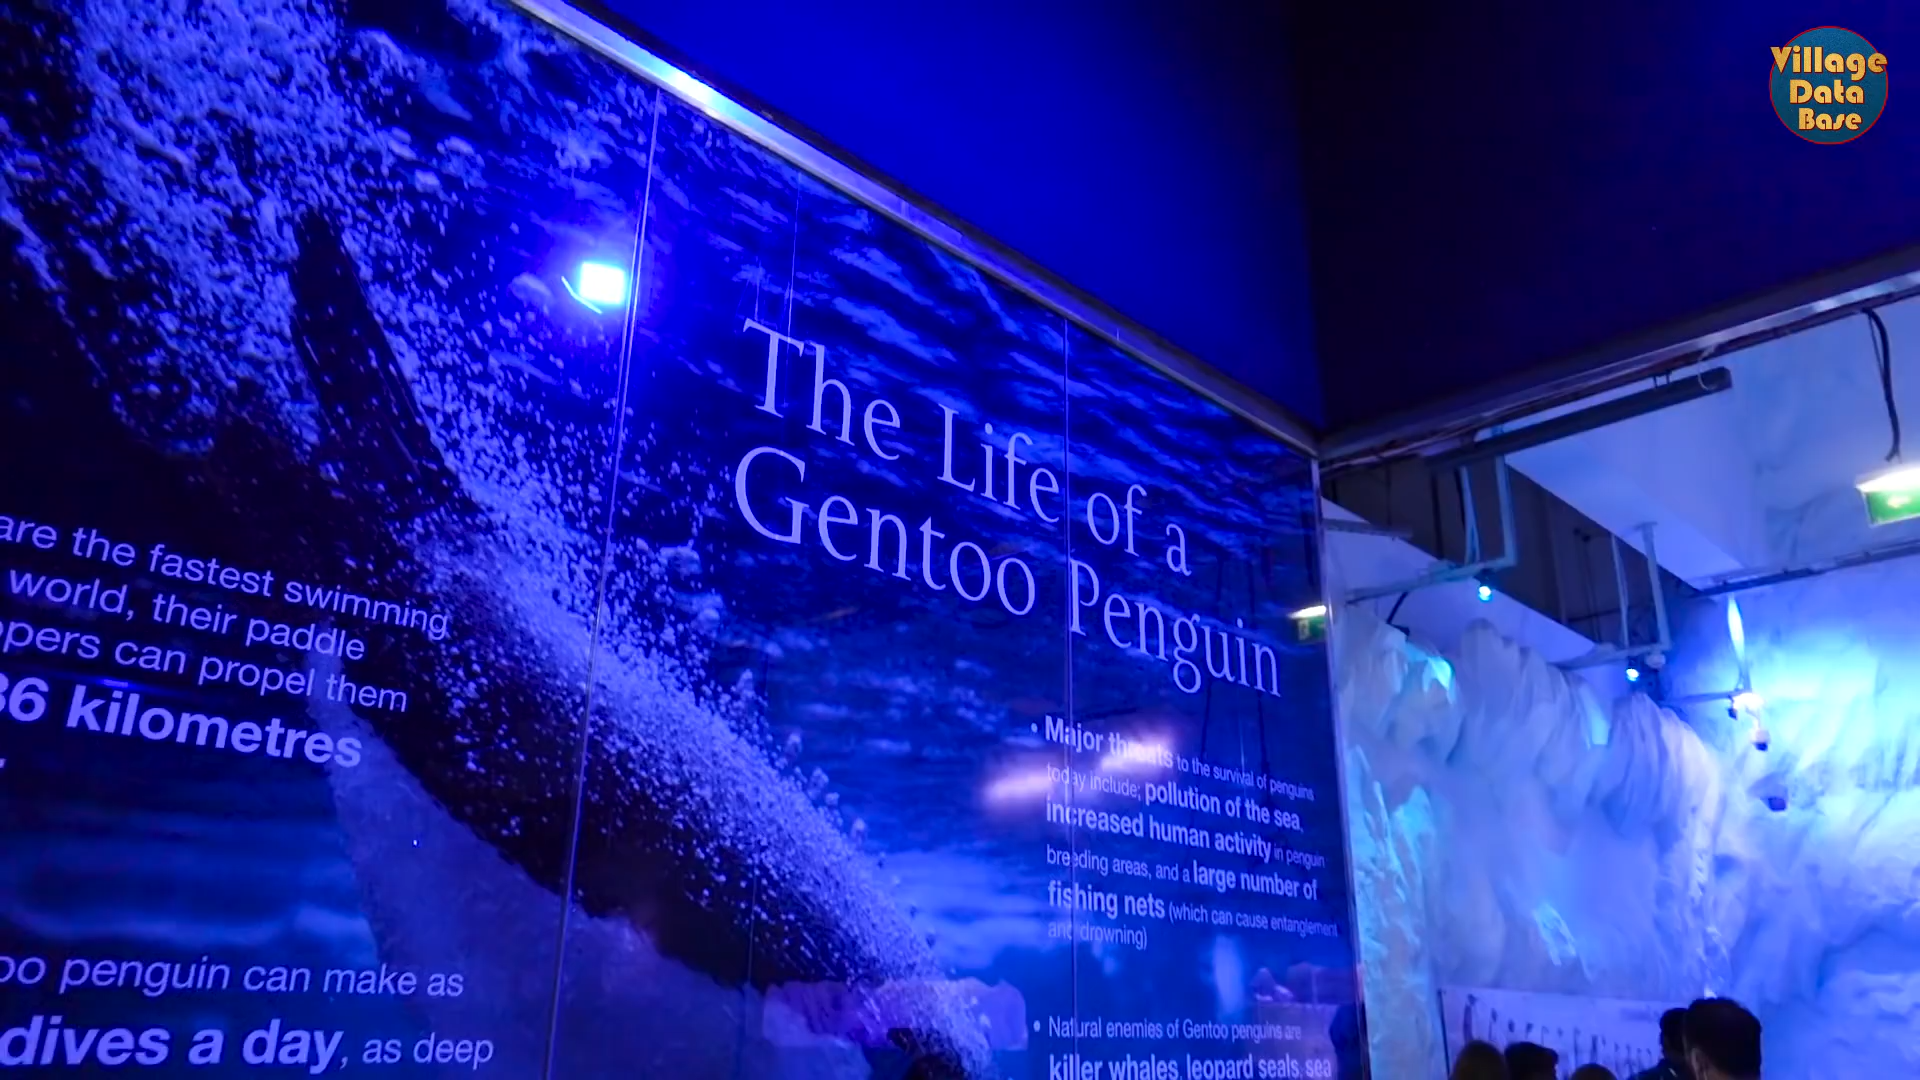 Village
Data
Base
The Life of a
Gentoo Penguin
are the fastest swimming
world, their paddle
can propel them
36 kilometres
penguin can make as
dives a day, as deep
• Major threats to the survival of penguins
today include; pollution of the sea,
increased human activity in penguin
breeding areas, and a large number of
fishing nets (which can cause entanglement
and drowning)
• Natural enemies of Gentoo penguins are
killer whales, leopard seals, sea